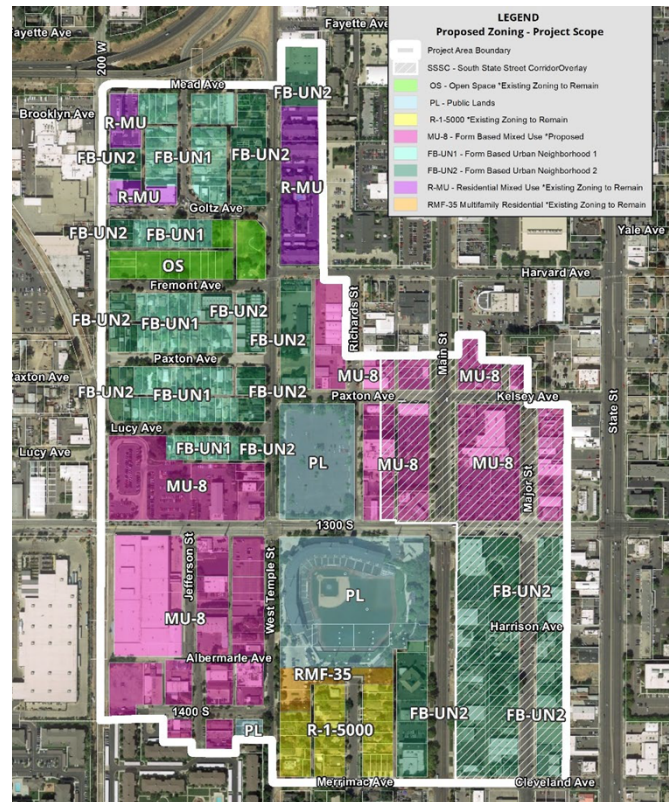 Fayette Ave
Fayette Ave
LEGEND
Proposed Zoning - Project Scope
Project Area Boundary
SSSC - South State Street CorridorOverlay
OS - Open Space *Existing Zoning to Remain
PL - Public Lands
R-1-5000 *Existing Zoning to Remain
MU-8 - Form Based Mixed Use *Proposed
FB-UN1 - Form Based Urban Neighborhood 1
FB-UN2 - Form Based Urban Neighborhood 2
R-MU - Residential Mixed Use *Existing Zoning to Remain
RMF-35 Multifamily Residential *Existing Zoning to Remain
200 W
Mead Ave
FB-UN2
Brooklyn Ave
R-MU
FB-UN2
FB-UN1
FB-UN2
R-MU
R-MU
Goltz Ave
FB-UN2
FB-UN1
Yale Ave
OS
Harvard Ave
Fremont Ave
FB-UN2
FB-UN2
FB-UN1
FB-UN2
Richards St
Main St
Paxton Ave
Paxton Ave
MU-8
MU-8
FB-UN2
FB-UN1
FB-UN2
Paxton Ave
Kelsey Ave
State St
Lucy Ave
Lucy Ave
FB-UN1
FB-UN2
MU-8
PL
MU-8
MU-8
Major St
1300 S
Jefferson St
West Temple St
PL
FB-UN2
MU-8
Harrison Ave
Albermarle Ave
RMF-35
1400 S
PL
R-1-5000
FB-UN2
FB-UN2
Merrimac Ave
Cleveland Ave